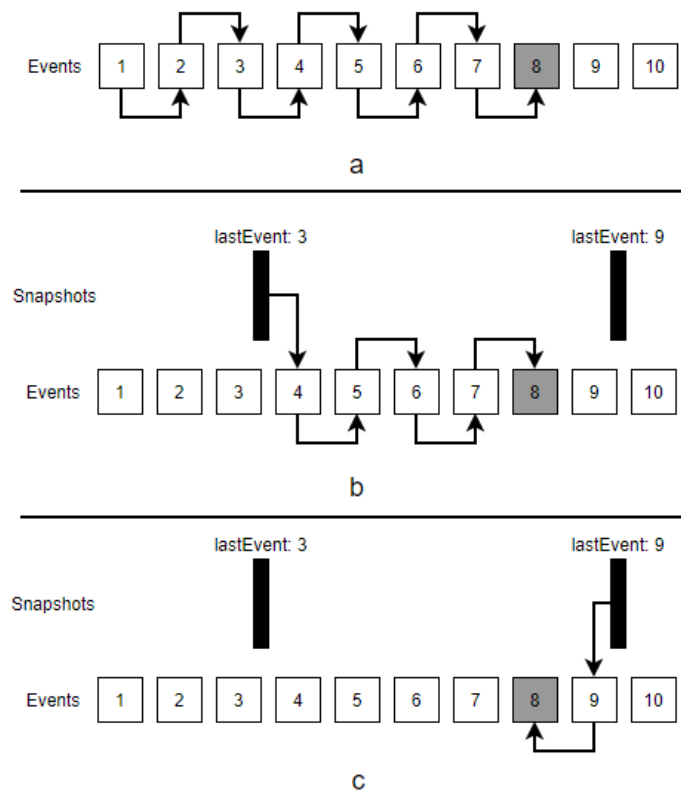 Events 1 2 3 4 5 6 7 8 9 10
a
lastEvent: 3 lastEvent: 9
Snapshots
Events 1 2 3 4 5 6 7 8 9 10
b
lastEvent: 3 lastEvent: 9
Snapshots
Events 1 2 3 4 5 6 7 8 9 10
c